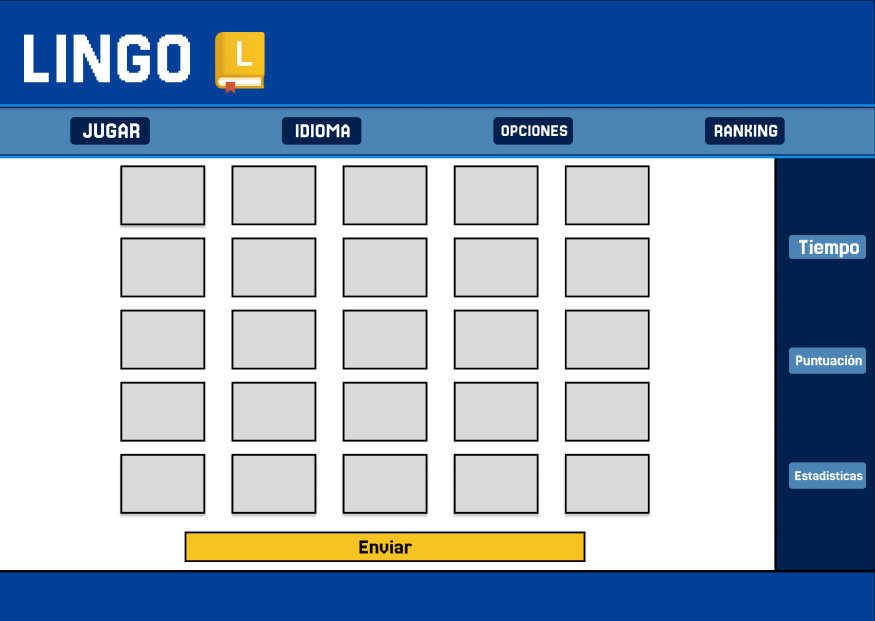 LINGO
L
JUGAR
IDIOMA
OPCIONES
RANKING
Tiempo
Puntuación
Estadisticas
Enviar